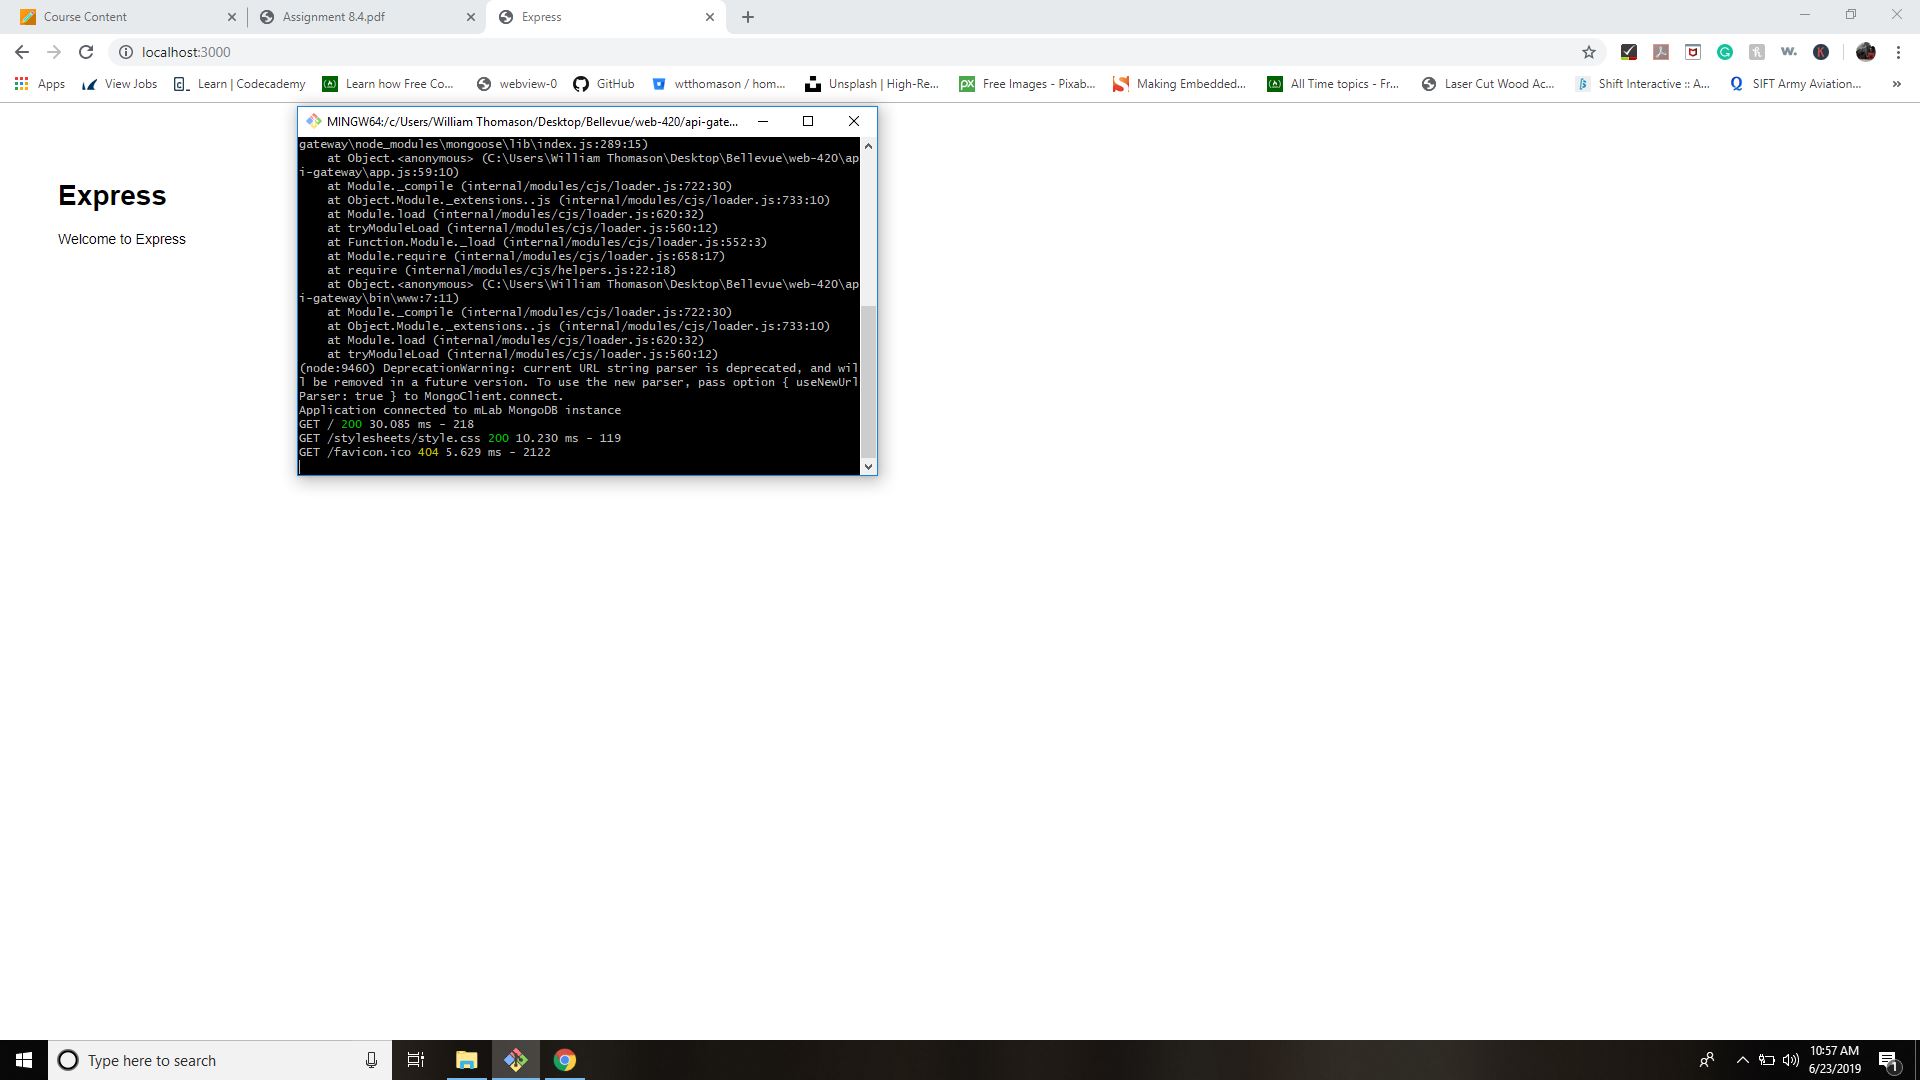 Course Content
Assignment 8.4.pdf
Express
localhost:3000
Apps
View Jobs
Learn | Codecademy
Learn how Free Co...
webview-0
GitHub
wtthomason / hom...
Unsplash | High-Re...
Free Images - Pixab...
Making Embedded...
All Time topics - Fr...
Laser Cut Wood Ac...
Shift Interactive :: A...
SIFT Army Aviation...
»
Express
Welcome to Express
MINGW64:/c/Users/William Thomason/Desktop/Bellevue/web-420/api-gate...
gateway\node_modules\mongoose\lib\index.js:289:15)
at Object.<anonymous> (C:\Users\William Thomason\Desktop\Bellevue\web-420\ap
i-gateway\app.js:59:10)
at Module._compile (internal/modules/cjs/loader.js:722:30)
at Object.Module._extensions..js (internal/modules/cjs/loader.js:733:10)
at Module.load (internal/modules/cjs/loader.js:620:32)
at tryModuleLoad (internal/modules/cjs/loader.js:560:12)
at Function.Module._load (internal/modules/cjs/loader.js:552:3)
at Module.require (internal/modules/cjs/loader.js:658:17)
at require (internal/modules/cjs/helpers.js:22:18)
at Object.<anonymous> (C:\Users\William Thomason\Desktop\Bellevue\web-420\ap
i-gateway\bin\www:7:11)
at Module._compile (internal/modules/cjs/loader.js:722:30)
at Object.Module._extensions..js (internal/modules/cjs/loader.js:733:10)
at Module.load (internal/modules/cjs/loader.js:620:32)
at tryModuleLoad (internal/modules/cjs/loader.js:560:12)
(node:9460) DeprecationWarning: current URL string parser is deprecated, and wil
l be removed in a future version. To use the new parser, pass option { useNewUrl
Parser: true } to MongoClient.connect.
Application connected to mLab MongoDB instance
GET / 200 30.085 ms - 218
GET /stylesheets/style.css 200 10.230 ms - 119
GET /favicon.ico 404 5.629 ms - 2122
Type here to search
10:57 AM
6/23/2019
1